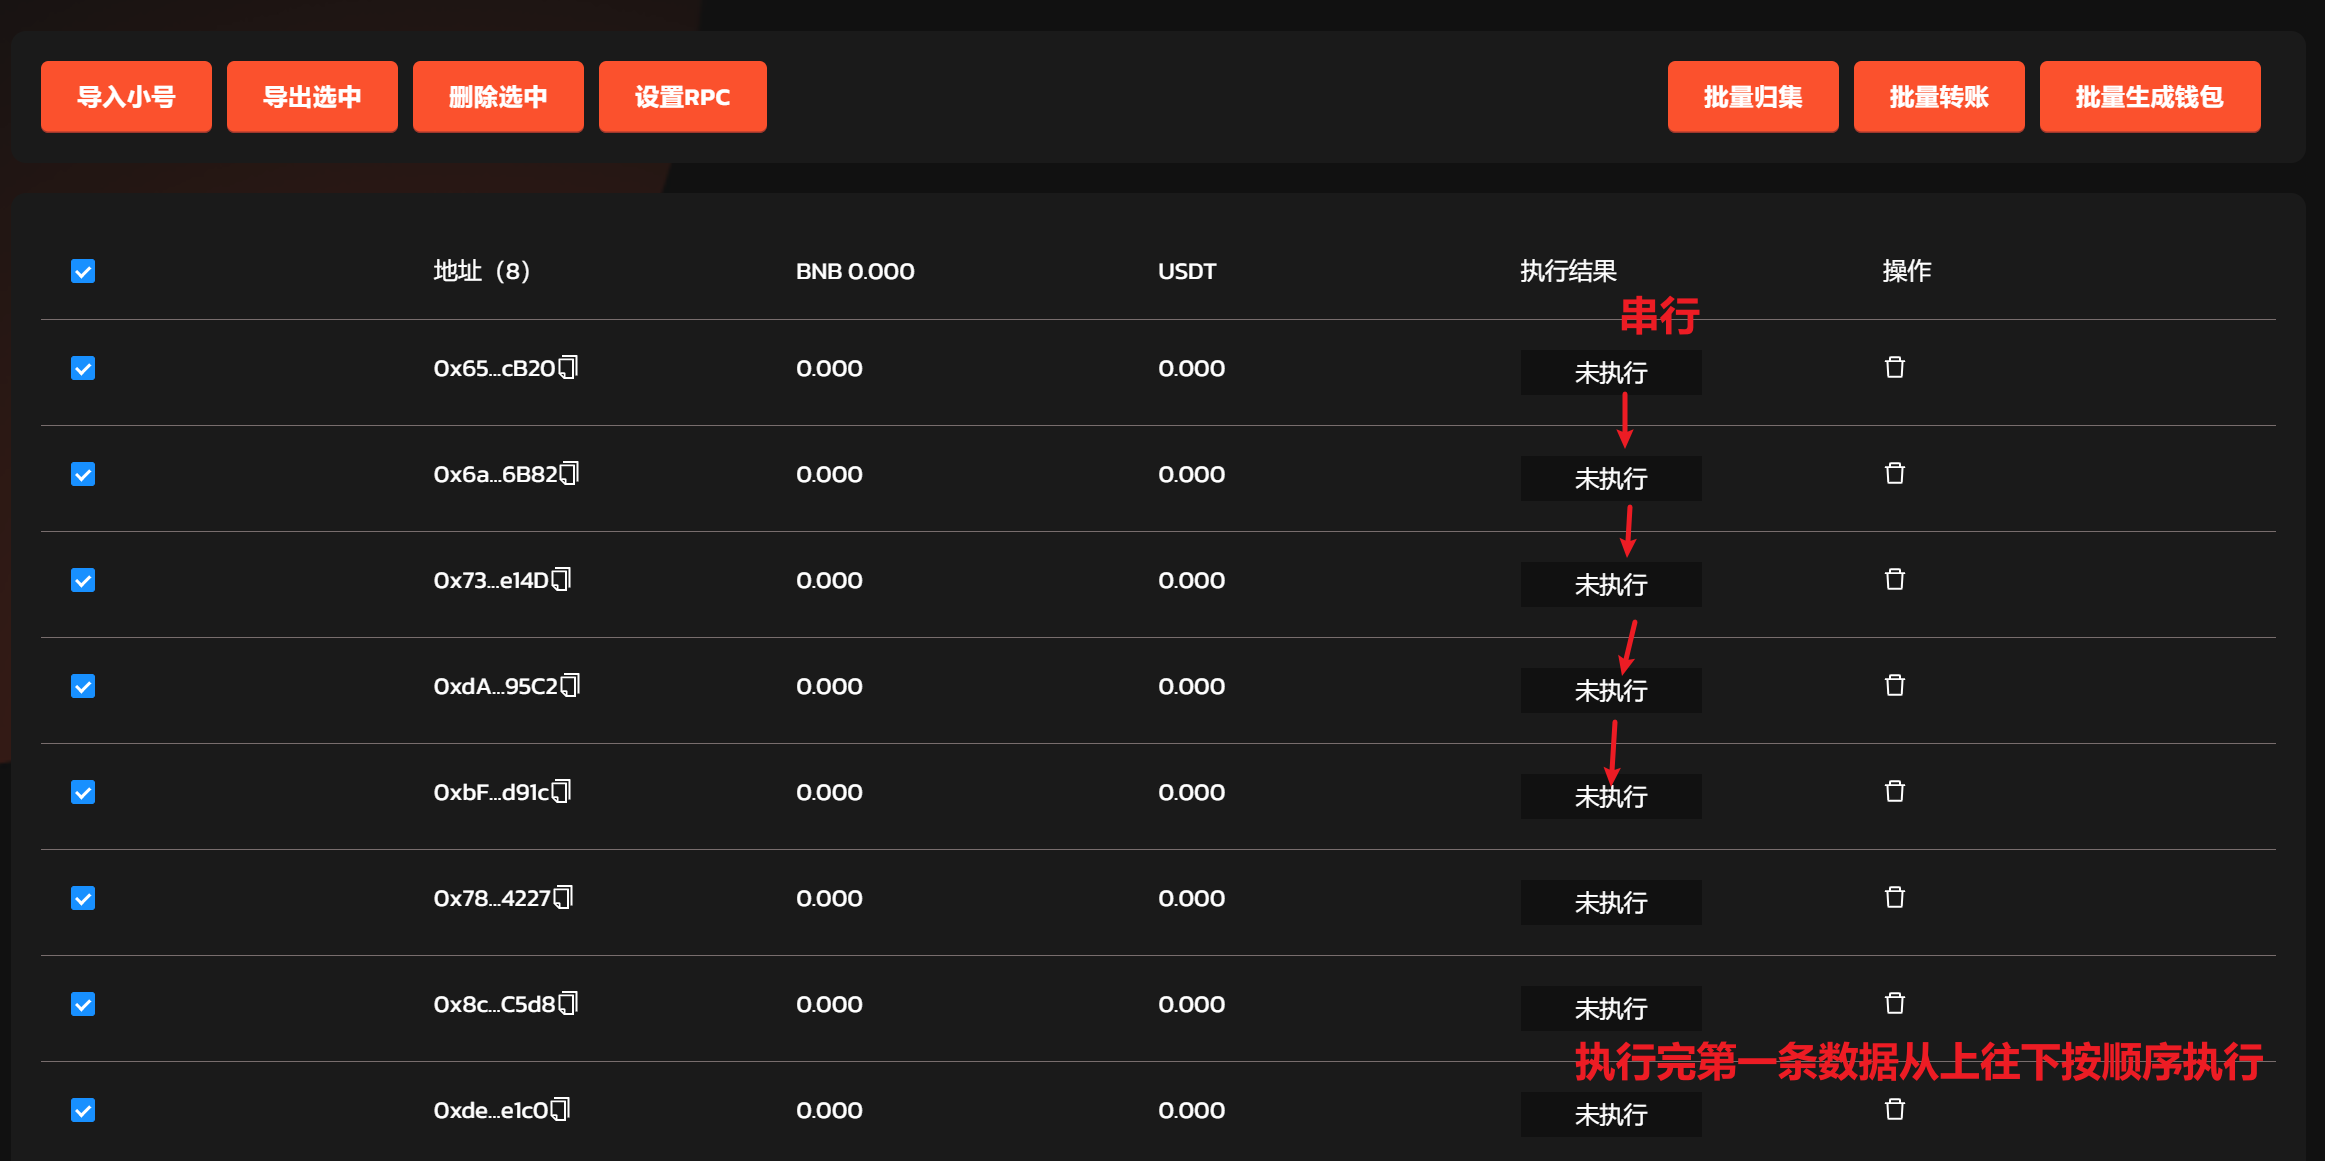 导入小号 导出选中 删除选中 设置RPC 批量归集 批量转账 批量生成钱包
地址（8） BNB 0.000 USDT 执行结果 操作
串行
0x65...cB20 0.000 0.000 未执行
0x6a...6B82 0.000 0.000 未执行
0x73...e14D 0.000 0.000 未执行
0xdA...95C2 0.000 0.000 未执行
0xbF...d91c 0.000 0.000 未执行
0x78...4227 0.000 0.000 未执行
0x8c...C5d8 0.000 0.000 未执行
执行完第一条数据从上往下按顺序执行
0xde...e1c0 0.000 0.000 未执行